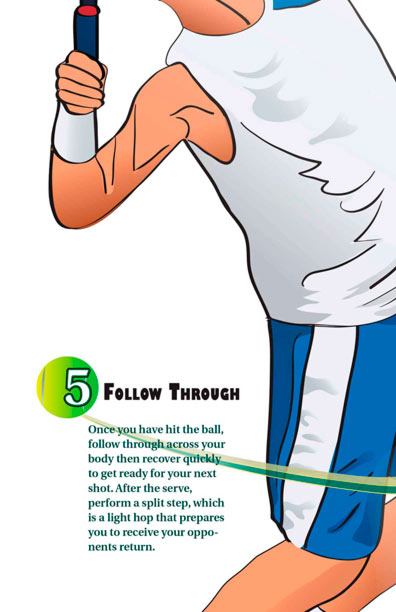 5 Follow Through
Once you have hit the ball,
follow through across your
body then recover quickly
to get ready for your next
shot. After the serve,
perform a split step, which
is a light hop that prepares
you to receive your oppo-
nents return.